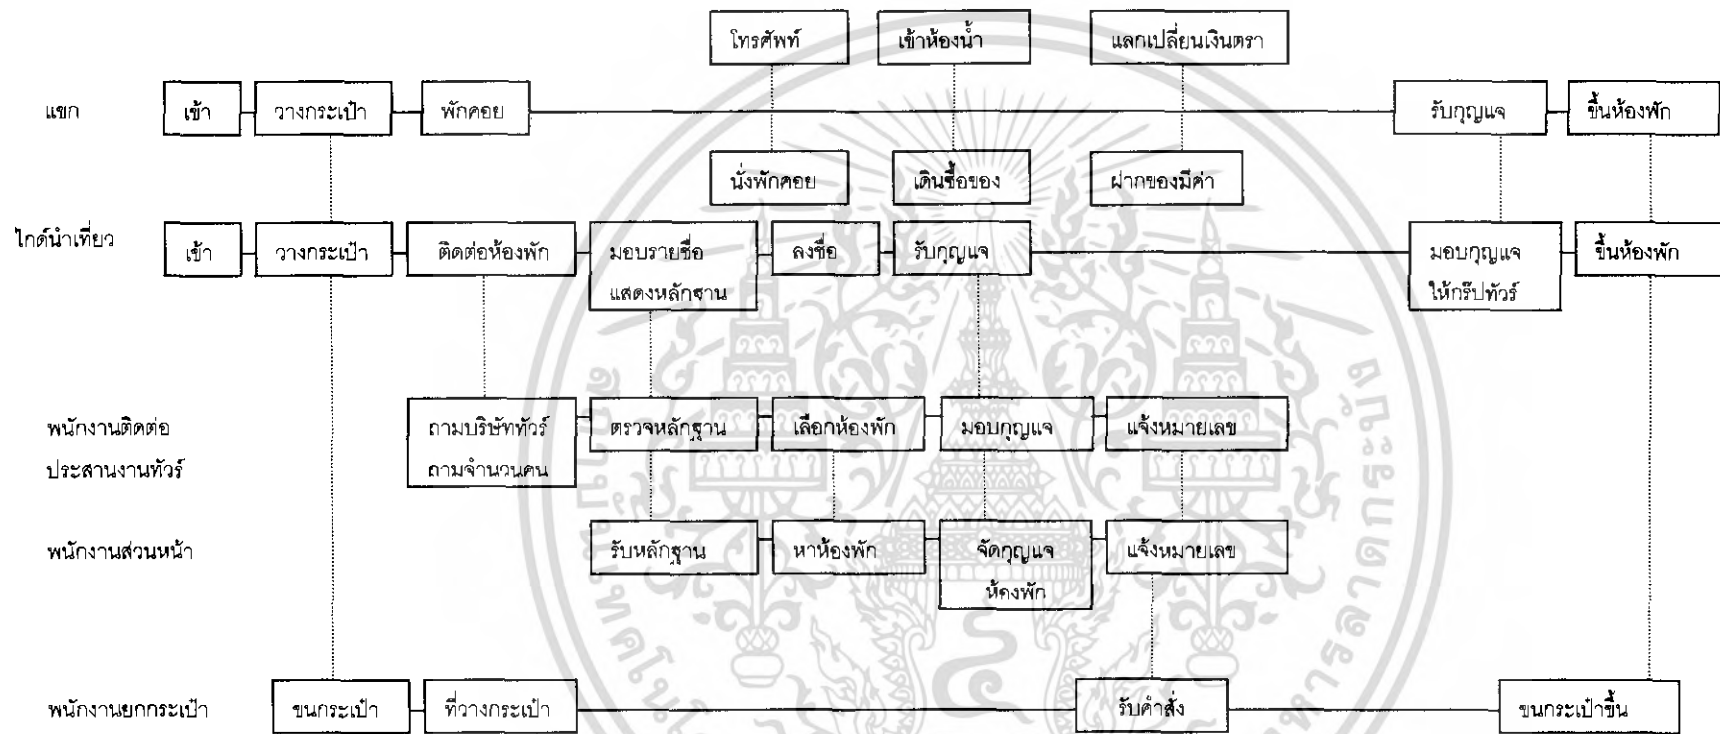 โทรศัพท์ เข้าห้องน้ำ แลกเปลี่ยนเงินตรา
แขก เข้า วางกระเป๋า พักคอย รับกุญแจ ขึ้นห้องพัก
นั่งพักคอย เดินซื้อของ ฝากของมีค่า
ไกด์นำเที่ยว เข้า วางกระเป๋า ติดต่อห้องพัก มอบรายชื่อ ลงชื่อ รับกุญแจ มอบกุญแจ ขึ้นห้องพัก
แสดงหลักฐาน ให้กรุ๊ปทัวร์
พนักงานติดต่อ ถามบริษัททัวร์ ตรวจหลักฐาน เลือกห้องพัก มอบกุญแจ แจ้งหมายเลข
ประสานงานทัวร์ ถามจำนวนคน
พนักงานส่วนหน้า รับหลักฐาน หาห้องพัก จัดกุญแจ แจ้งหมายเลข
ห้องพัก
พนักงานยกกระเป๋า ขนกระเป๋า ที่วางกระเป๋า รับคำสั่ง ขนกระเป๋าขึ้น